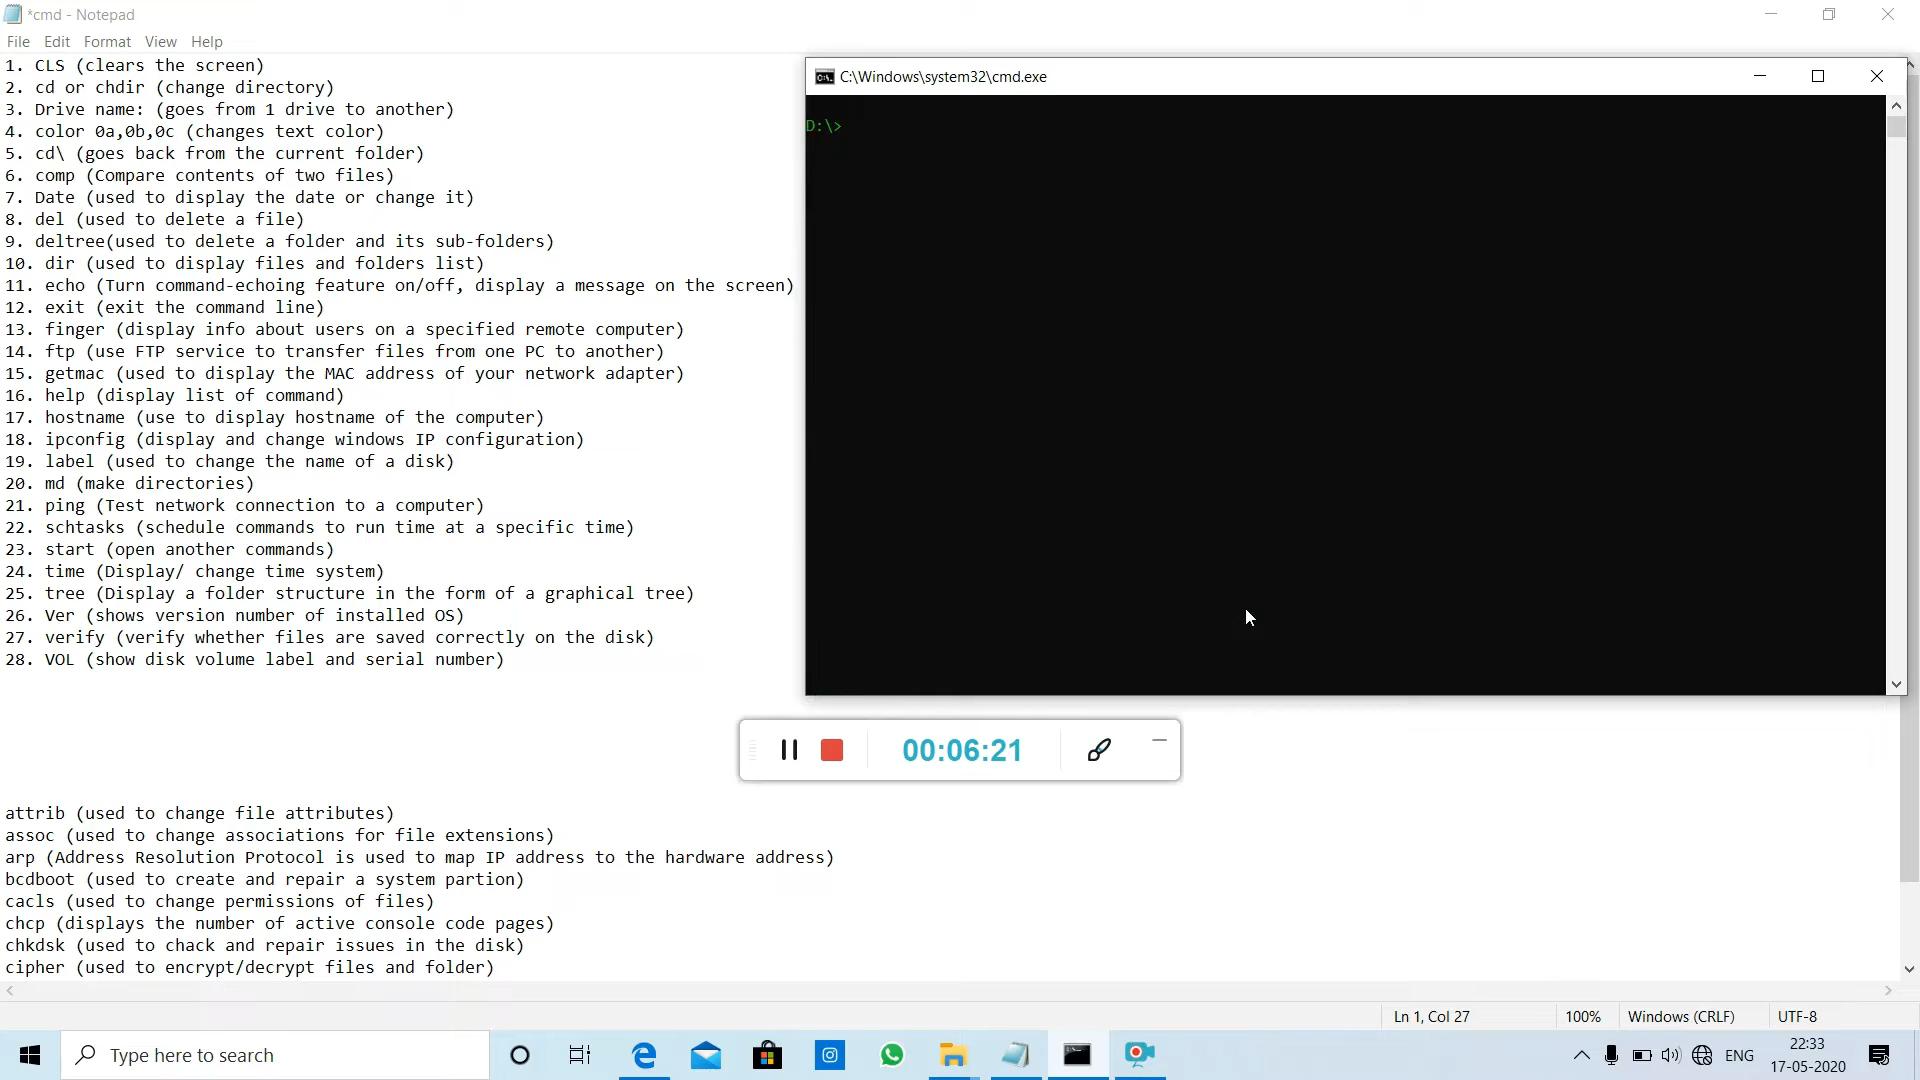 *cmd - Notepad
File Edit Format View Help
1. CLS (clears the screen)
2. cd or chdir (change directory)
3. Drive name: (goes from 1 drive to another)
4. color 0a,0b,0c (changes text color)
5. cd\ (goes back from the current folder)
6. comp (Compare contents of two files)
7. Date (used to display the date or change it)
8. del (used to delete a file)
9. deltree(used to delete a folder and its sub-folders)
10. dir (used to display files and folders list)
11. echo (Turn command-echoing feature on/off, display a message on the screen)
12. exit (exit the command line)
13. finger (display info about users on a specified remote computer)
14. ftp (use FTP service to transfer files from one PC to another)
15. getmac (used to display the MAC address of your network adapter)
16. help (display list of command)
17. hostname (use to display hostname of the computer)
18. ipconfig (display and change windows IP configuration)
19. label (used to change the name of a disk)
20. md (make directories)
21. ping (Test network connection to a computer)
22. schtasks (schedule commands to run time at a specific time)
23. start (open another commands)
24. time (Display/ change time system)
25. tree (Display a folder structure in the form of a graphical tree)
26. Ver (shows version number of installed OS)
27. verify (verify whether files are saved correctly on the disk)
28. VOL (show disk volume label and serial number)
C:\Windows\system32\cmd.exe
D:\>
00:06:21
attrib (used to change file attributes)
assoc (used to change associations for file extensions)
arp (Address Resolution Protocol is used to map IP address to the hardware address)
bcdboot (used to create and repair a system partion)
cacls (used to change permissions of files)
chcp (displays the number of active console code pages)
chkdsk (used to chack and repair issues in the disk)
cipher (used to encrypt/decrypt files and folder)
Ln 1, Col 27 100% Windows (CRLF) UTF-8
Type here to search
ENG
22:33
17-05-2020